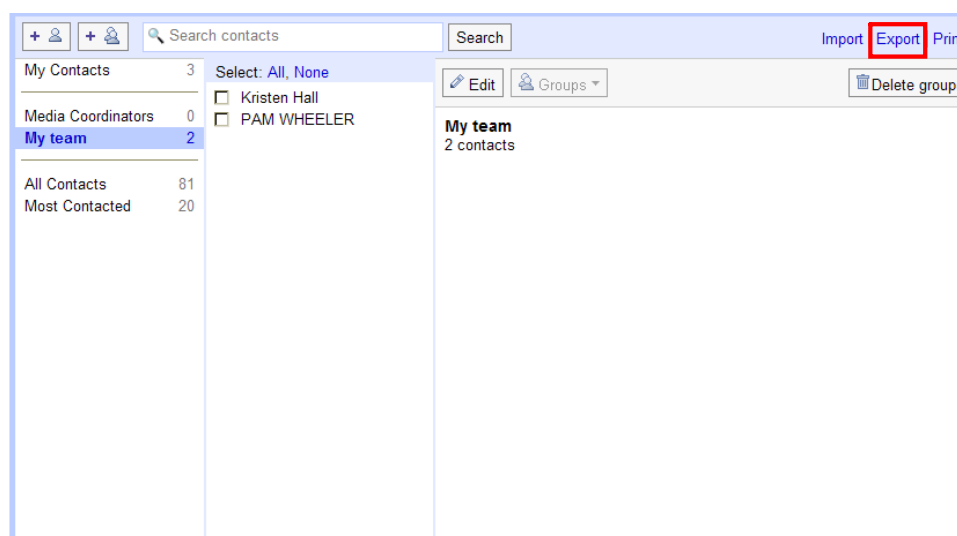 + + Search contacts Search Import Export Prin
My Contacts 3
Media Coordinators 0
My team 2
All Contacts 81
Most Contacted 20
Select: All, None
Kristen Hall
PAM WHEELER
Edit Groups Delete group
My team
2 contacts